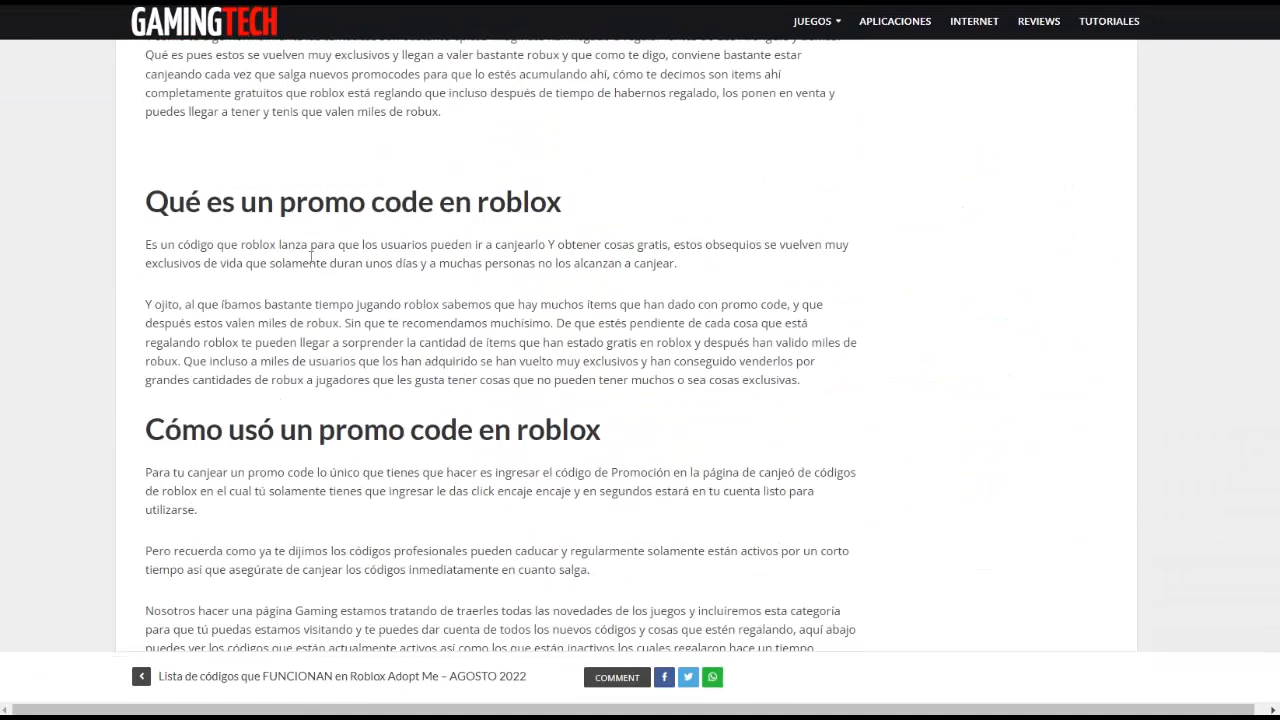 GAMINGTECH
JUEGOS
APLICACIONES
INTERNET
REVIEWS
TUTORIALES
Qué es pues estos se vuelven muy exclusivos y llegan a valer bastante robux y que como te digo, conviene bastante estar
canjeando cada vez que salga nuevos promocodes para que lo estés acumulando ahí, cómo te decimos son items ahí
completamente gratuitos que roblox está reglando que incluso después de tiempo de habernos regalado, los ponen en venta y
puedes llegar a tener y tenis que valen miles de robux.
Qué es un promo code en roblox
Es un código que roblox lanza para que los usuarios pueden ir a canjearlo Y obtener cosas gratis, estos obsequios se vuelven muy
exclusivos de vida que solamente duran unos días y a muchas personas no los alcanzan a canjear.
Y ojito, al que íbamos bastante tiempo jugando roblox sabemos que hay muchos ítems que han dado con promo code, y que
después estos valen miles de robux. Sin que te recomendamos muchísimo. De que estés pendiente de cada cosa que está
regalando roblox te pueden llegar a sorprender la cantidad de ítems que han estado gratis en roblox y después han valido miles de
robux. Que incluso a miles de usuarios que los han adquirido se han vuelto muy exclusivos y han conseguido venderlos por
grandes cantidades de robux a jugadores que les gusta tener cosas que no pueden tener muchos o sea cosas exclusivas.
Cómo usó un promo code en roblox
Para tu canjear un promo code lo único que tienes que hacer es ingresar el código de Promoción en la página de canjeó de códigos
de roblox en el cual tú solamente tienes que ingresar le das click encaje encaje y en segundos estará en tu cuenta listo para
utilizarse.
Pero recuerda como ya te dijimos los códigos profesionales pueden caducar y regularmente solamente están activos por un corto
tiempo así que asegúrate de canjear los códigos inmediatamente en cuanto salga.
Nosotros hacer una página Gaming estamos tratando de traerles todas las novedades de los juegos y incluiremos esta categoría
para que tú puedas estamos visitando y te puedes dar cuenta de todos los nuevos códigos y cosas que estén regalando, aquí abajo
puedes ver los códigos que están actualmente activos así como los que están inactivos los cuales regalaron hace un tiempo
Lista de códigos que FUNCIONAN en Roblox Adopt Me – AGOSTO 2022
COMMENT